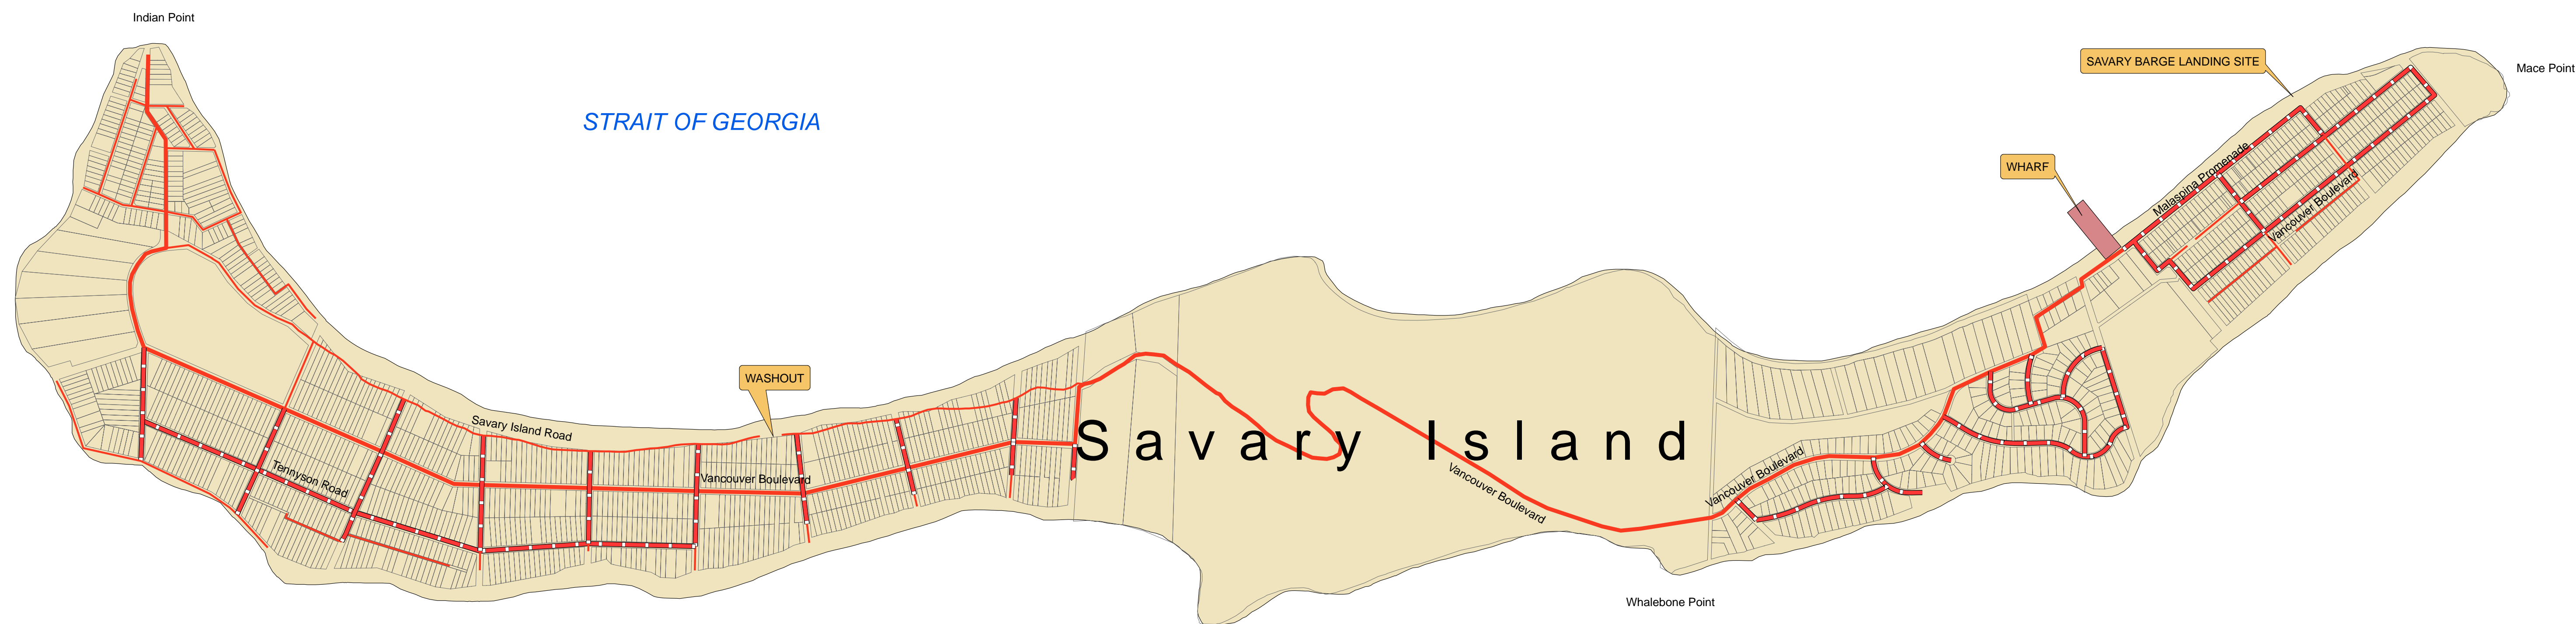 Indian Point
SAVARY BARGE LANDING SITE
Mace Point
STRAIT OF GEORGIA
WHARF
Malaspina Promenade
Vancouver Boulevard
WASHOUT
Savary Island Road
Savary Island
Tennyson Road
Vancouver Boulevard
Vancouver Boulevard
Vancouver Boulevard
Whalebone Point